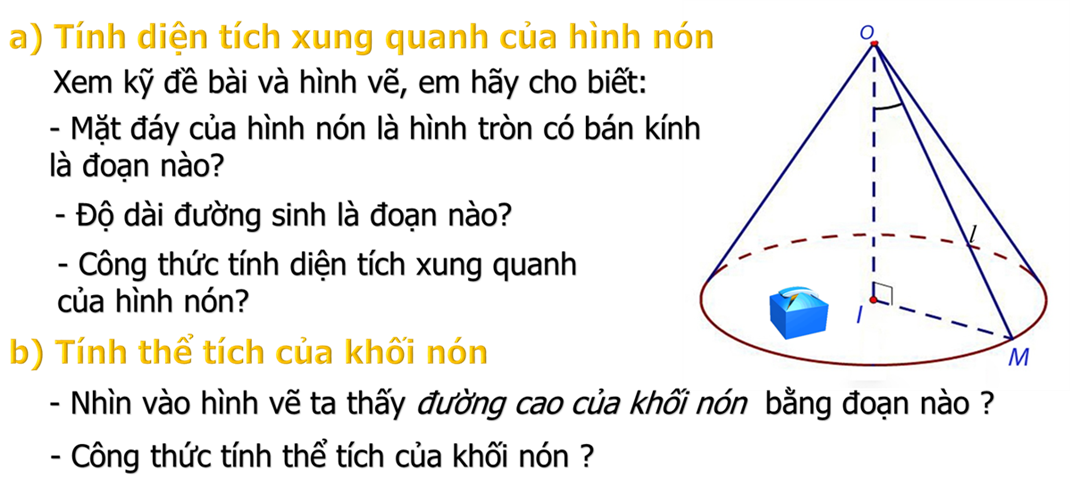 a) Tính diện tích xung quanh của hình nón
Xem kỹ đề bài và hình vẽ, em hãy cho biết:
- Mặt đáy của hình nón là hình tròn có bán kính
là đoạn nào?
- Độ dài đường sinh là đoạn nào?
- Công thức tính diện tích xung quanh
của hình nón?
b) Tính thể tích của khối nón
- Nhìn vào hình vẽ ta thấy đường cao của khối nón bằng đoạn nào ?
- Công thức tính thể tích của khối nón ?
O
l
I
M